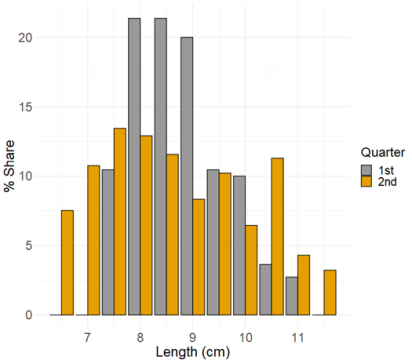 20
15
10
5
0
% Share
7 8 9 10 11
Length (cm)
Quarter
1st
2nd